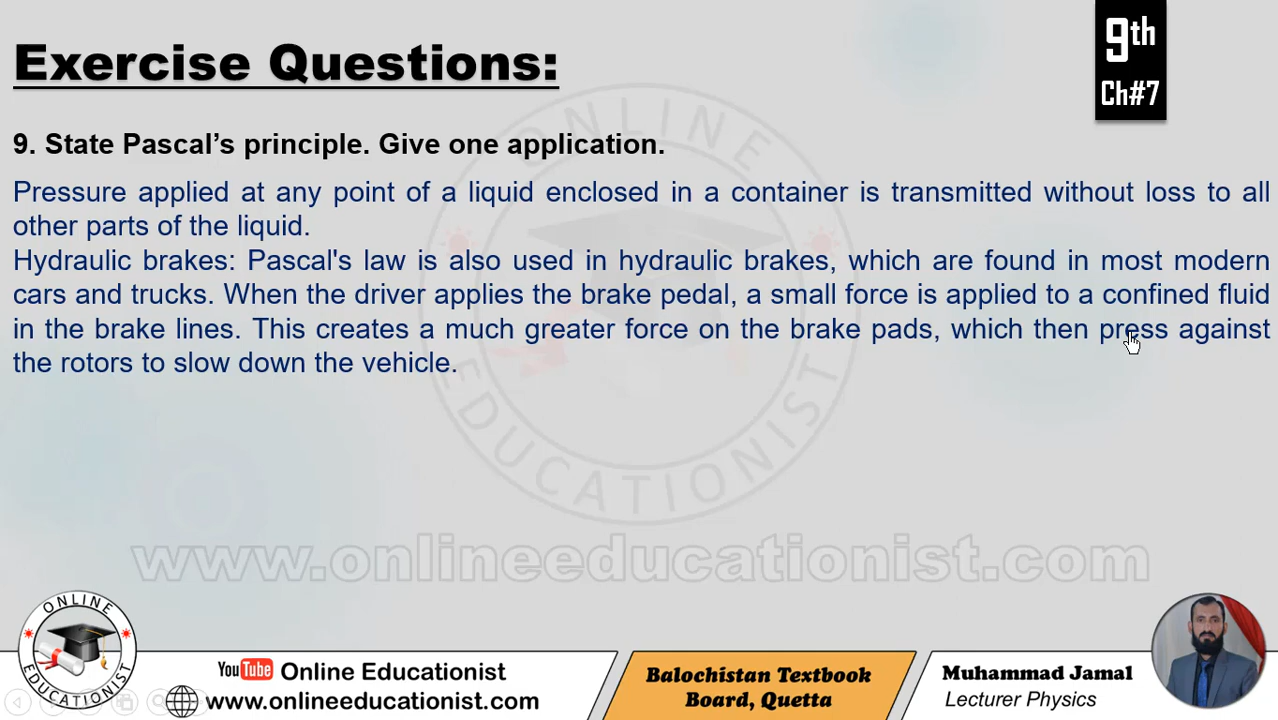 Exercise Questions:
9th
Ch#7
9. State Pascal's principle. Give one application.
Pressure applied at any point of a liquid enclosed in a container is transmitted without loss to all
other parts of the liquid.
Hydraulic brakes: Pascal's law is also used in hydraulic brakes, which are found in most modern
cars and trucks. When the driver applies the brake pedal, a small force is applied to a confined fluid
in the brake lines. This creates a much greater force on the brake pads, which then press against
the rotors to slow down the vehicle.
ONLINE
EDUCATIONIST
www.onlineeducationist.com
ONLINE
EDUCATIONIST
YouTube Online Educationist
www.onlineeducationist.com
Balochistan Textbook
Board, Quetta
Muhammad Jamal
Lecturer Physics